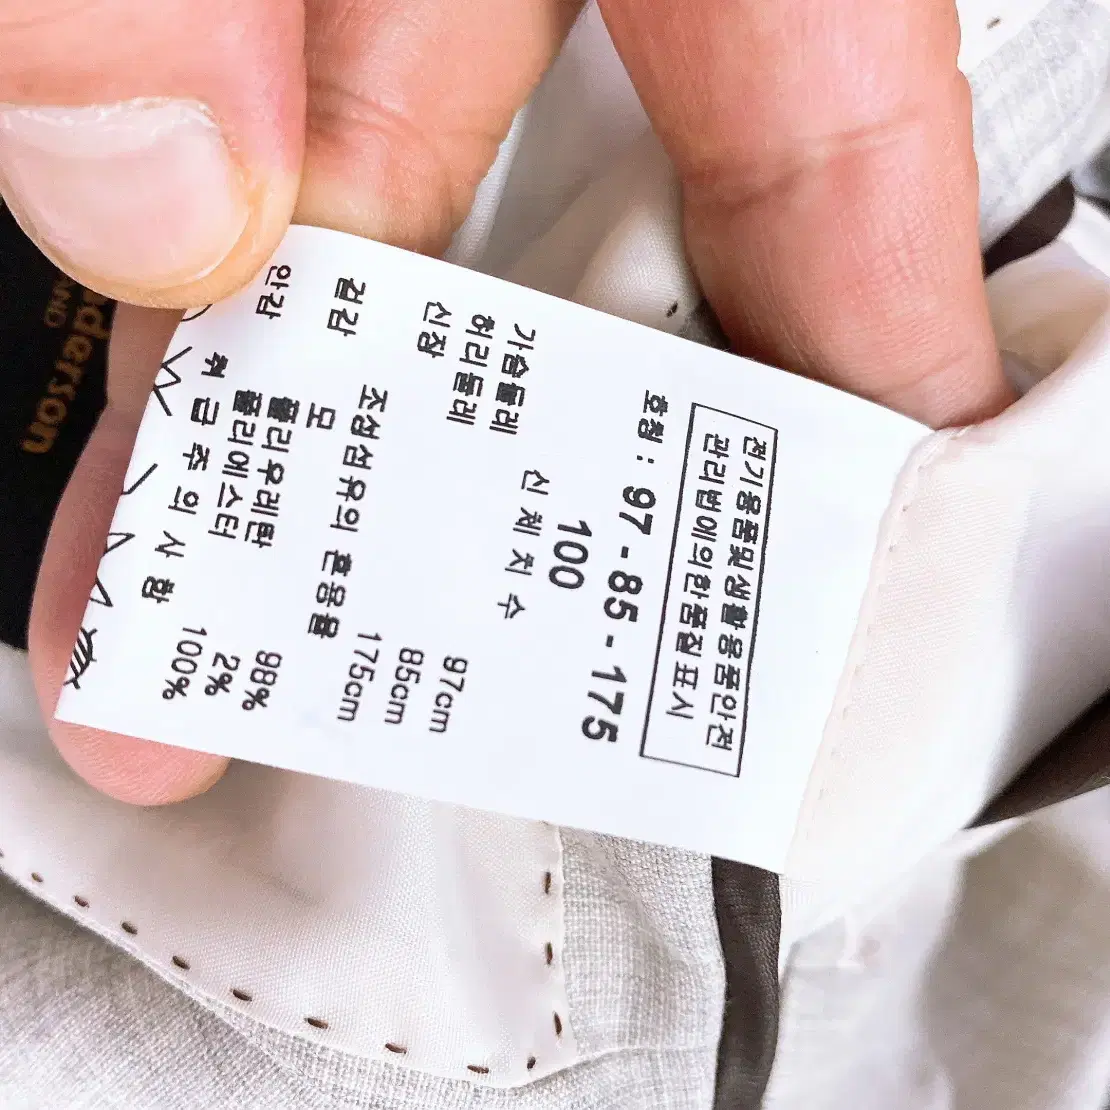 전기용품및생활용품안전
관리법에의한품질표시
호칭 : 97 - 85 - 175
100
신 체 치 수
가슴둘레 97cm
허리둘레 85cm
신장 175cm
조성섬유의 혼용율
겉감 모 98%
폴리우레탄 2%
안감 폴리에스터 100%
취 급 주 의 사 항
derson
AND